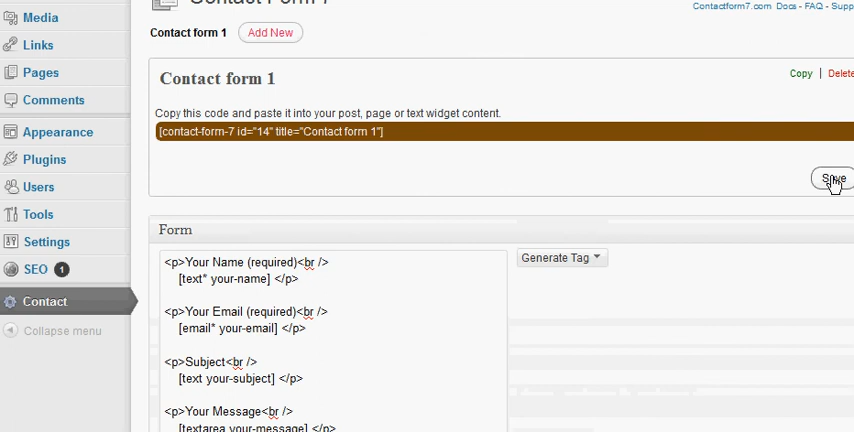 Media
Links
Pages
Comments
Appearance
Plugins
Users
Tools
Settings
SEO 1
Contact
Collapse menu
Contact Form 7
Contactform7.com Docs - FAQ - Supp
Contact form 1 Add New
Contact form 1
Copy | Delete
Copy this code and paste it into your post, page or text widget content.
[contact-form-7 id="14" title="Contact form 1"]
Save
Form
Generate Tag
<p>Your Name (required)<br />
[text* your-name] </p>
<p>Your Email (required)<br />
[email* your-email] </p>
<p>Subject<br />
[text your-subject] </p>
<p>Your Message<br />
[textarea your-message] </p>